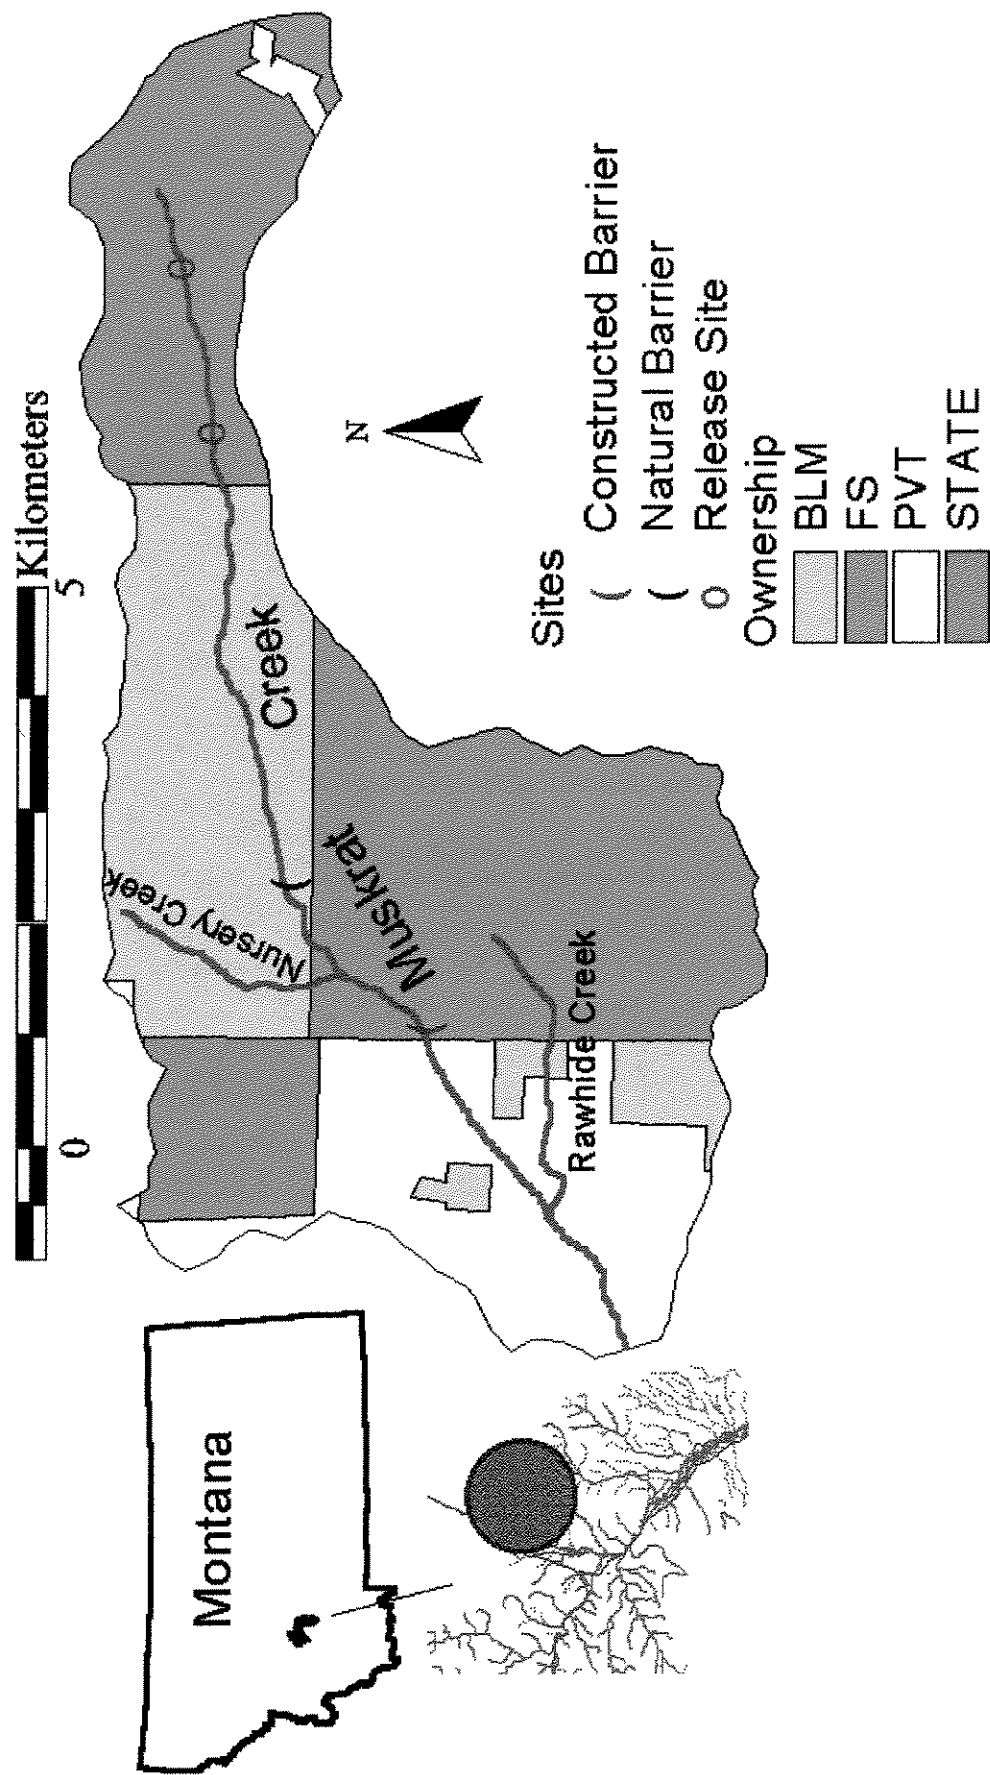 Montana
0
5
Kilometers
Nursery Creek
Muskrat
Creek
Rawhide Creek
N
Sites
( Constructed Barrier
( Natural Barrier
Release Site
Ownership
BLM
FS
PVT
STATE